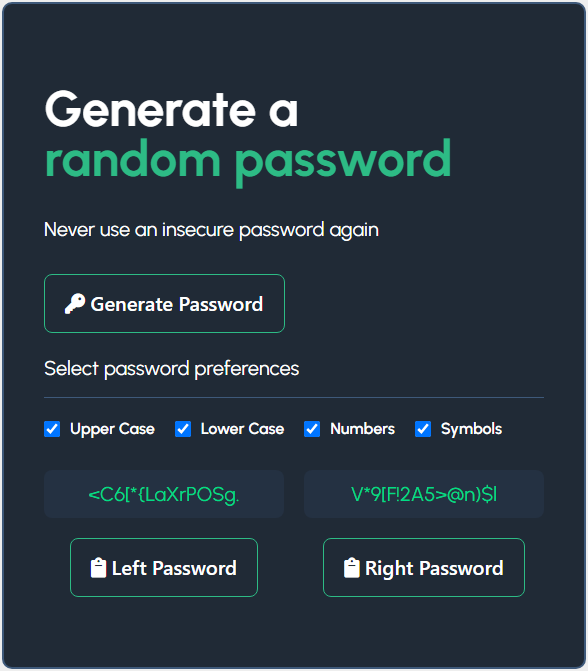 Generate a
random password
Never use an insecure password again
Generate Password
Select password preferences
Upper Case Lower Case Numbers Symbols
<C6[*{LaXrPOSg. V*9[F!2A5>@n)$l
Left Password Right Password